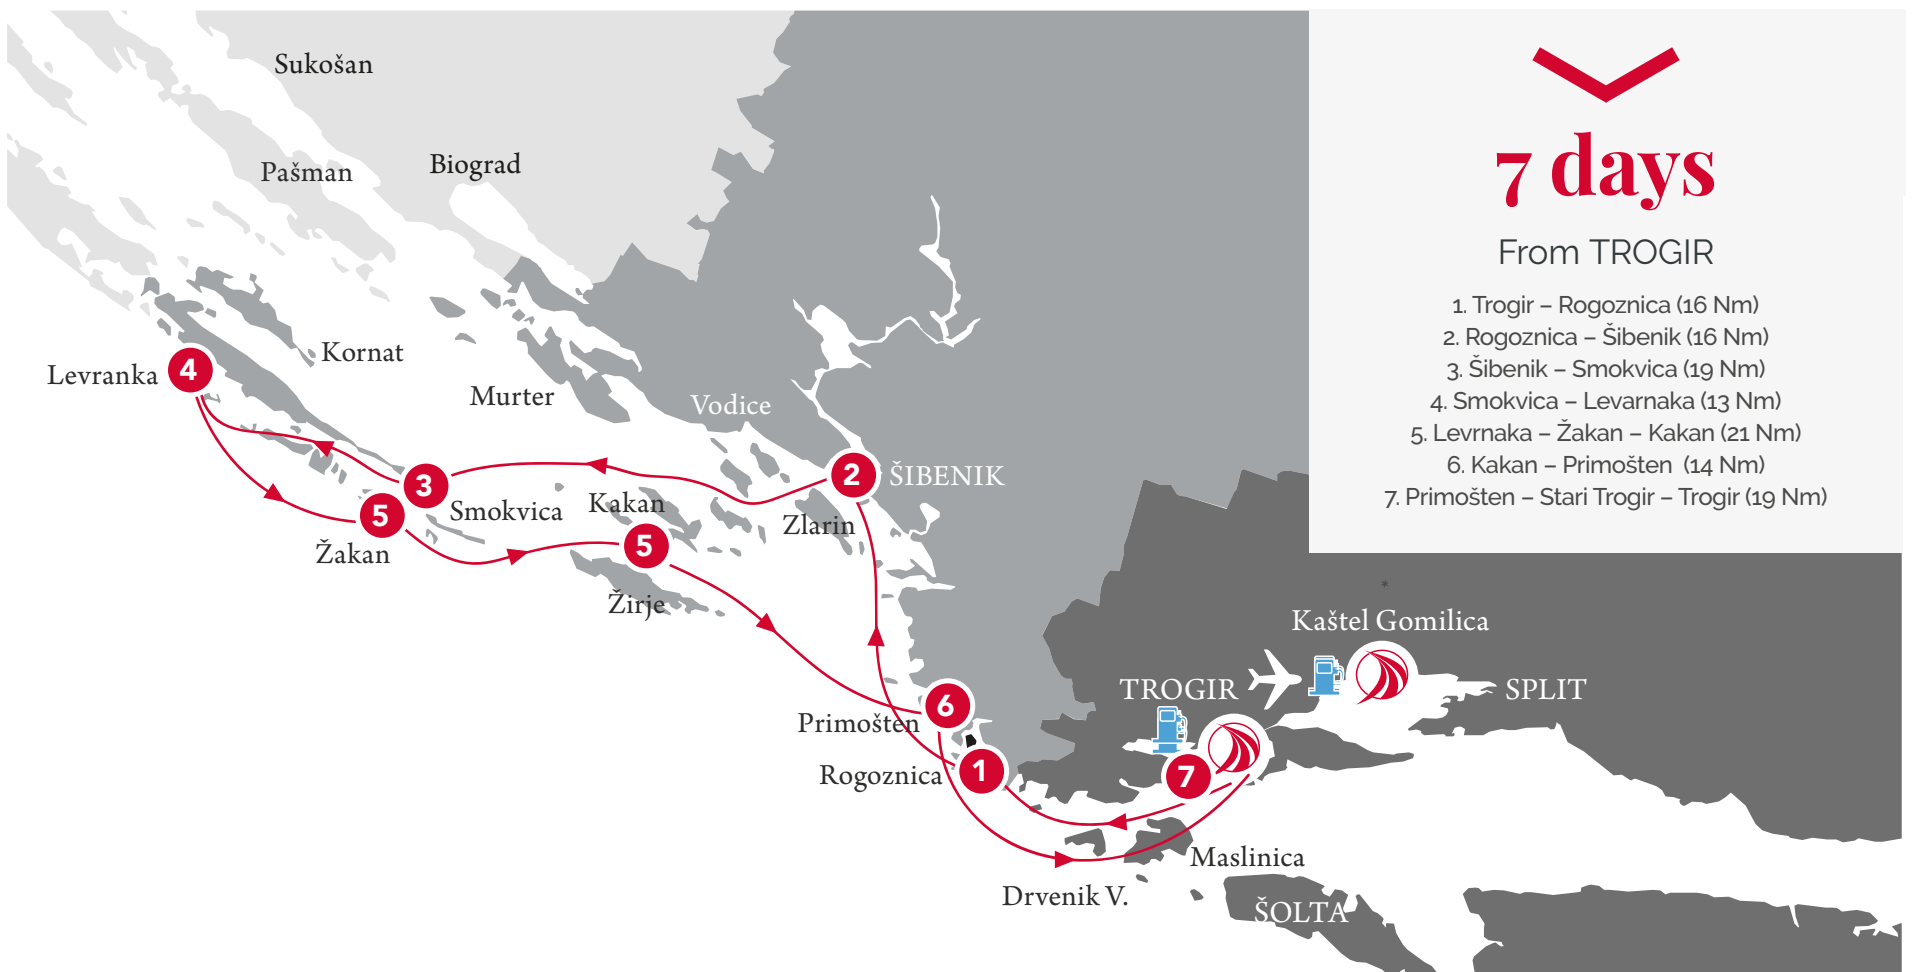 Sukošan
Pašman
Biograd
7 days
From TROGIR
1. Trogir – Rogoznica (16 Nm)
2. Rogoznica – Šibenik (16 Nm)
3. Šibenik – Smokvica (19 Nm)
4. Smokvica – Levarnaka (13 Nm)
5. Levrnaka – Žakan – Kakan (21 Nm)
6. Kakan – Primošten (14 Nm)
7. Primošten – Stari Trogir – Trogir (19 Nm)
Kornat
Levranka
4
Murter
Vodice
2
ŠIBENIK
3
Smokvica
Kakan
5
Žakan
Zlarin
5
Žirje
*
Kaštel Gomilica
TROGIR
SPLIT
6
Primošten
Rogoznica
1
7
Maslinica
Drvenik V.
ŠOLTA